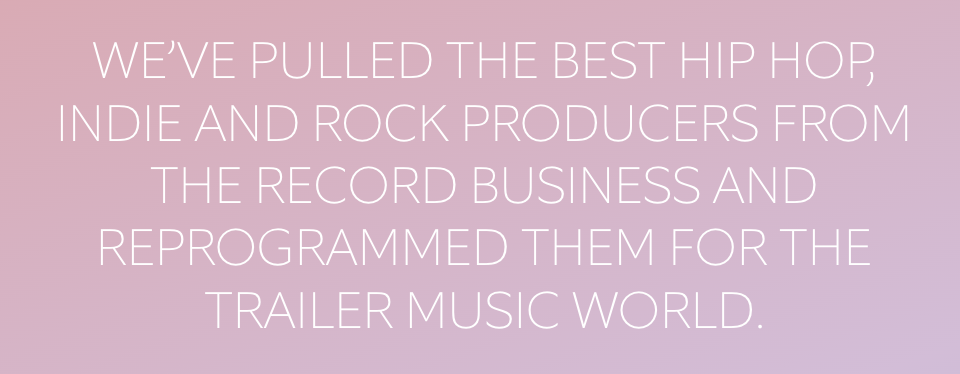 WE’VE PULLED THE BEST HIP HOP,
INDIE AND ROCK PRODUCERS FROM
THE RECORD BUSINESS AND
REPROGRAMMED THEM FOR THE
TRAILER MUSIC WORLD.